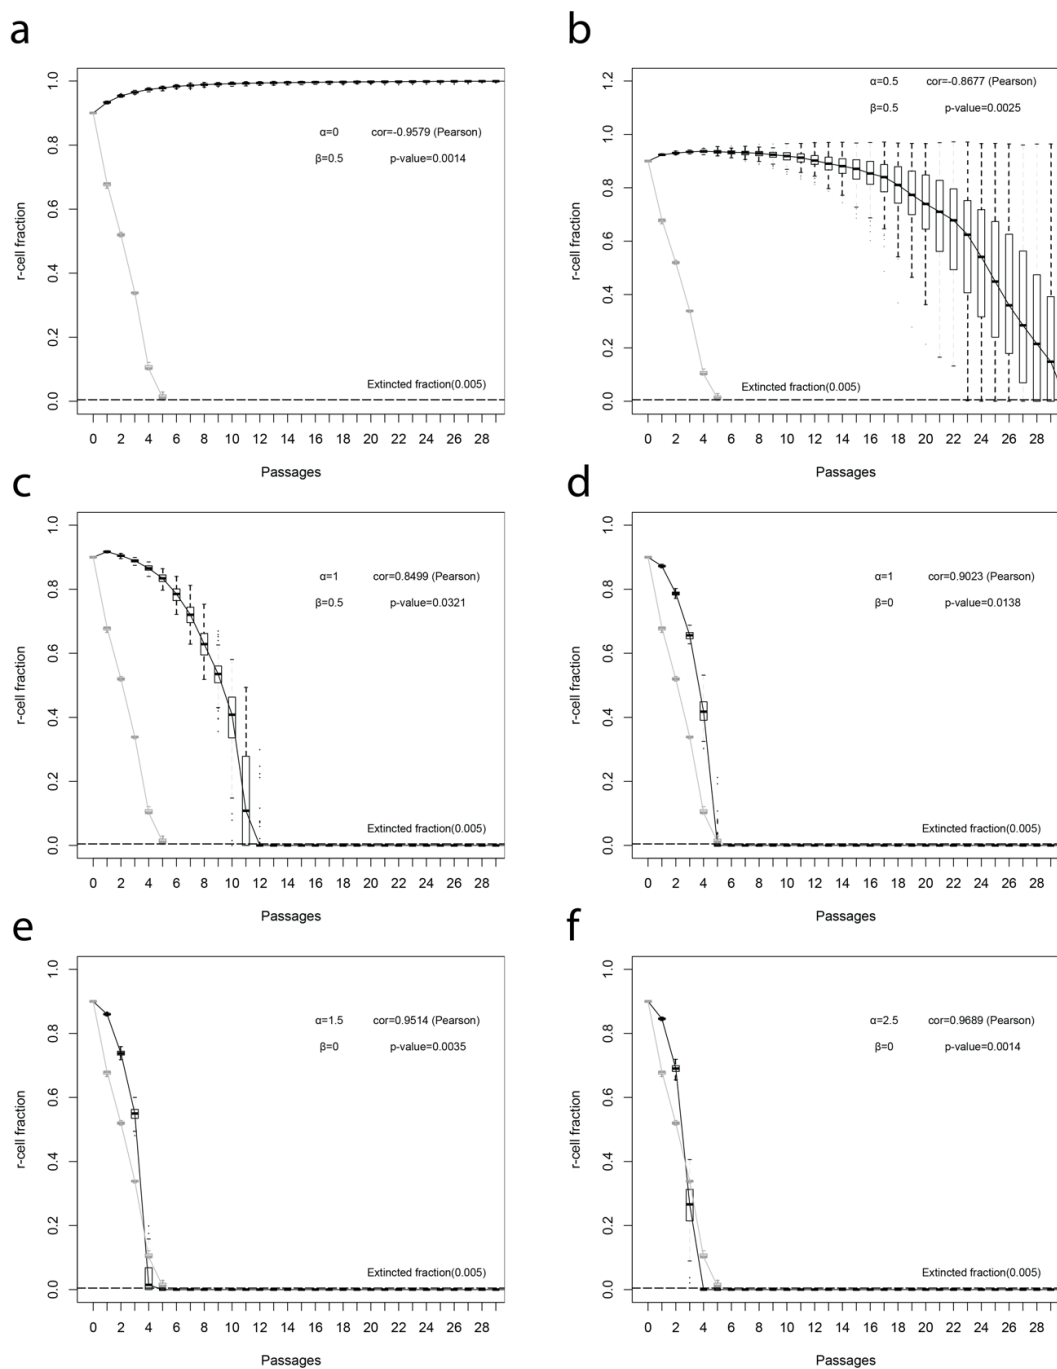 a
1.0
0.8
0.6
0.4
0.2
0.0
r-cell fraction
α=0 cor=-0.9579 (Pearson)
β=0.5 p-value=0.0014
Extincted fraction(0.005)
0 2 4 6 8 10 12 14 16 18 20 22 24 26 28
Passages
b
1.2
1.0
0.8
0.6
0.4
0.2
0.0
r-cell fraction
α=0.5 cor=-0.8677 (Pearson)
β=0.5 p-value=0.0025
Extincted fraction(0.005)
0 2 4 6 8 10 12 14 16 18 20 22 24 26 28
Passages
c
1.0
0.8
0.6
0.4
0.2
0.0
r-cell fraction
α=1 cor=0.8499 (Pearson)
β=0.5 p-value=0.0321
Extincted fraction(0.005)
0 2 4 6 8 10 12 14 16 18 20 22 24 26 28
Passages
d
1.0
0.8
0.6
0.4
0.2
0.0
r-cell fraction
α=1 cor=0.9023 (Pearson)
β=0 p-value=0.0138
Extincted fraction(0.005)
0 2 4 6 8 10 12 14 16 18 20 22 24 26 28
Passages
e
1.0
0.8
0.6
0.4
0.2
0.0
r-cell fraction
α=1.5 cor=0.9514 (Pearson)
β=0 p-value=0.0035
Extincted fraction(0.005)
0 2 4 6 8 10 12 14 16 18 20 22 24 26 28
Passages
f
1.0
0.8
0.6
0.4
0.2
0.0
r-cell fraction
α=2.5 cor=0.9689 (Pearson)
β=0 p-value=0.0014
Extincted fraction(0.005)
0 2 4 6 8 10 12 14 16 18 20 22 24 26 28
Passages